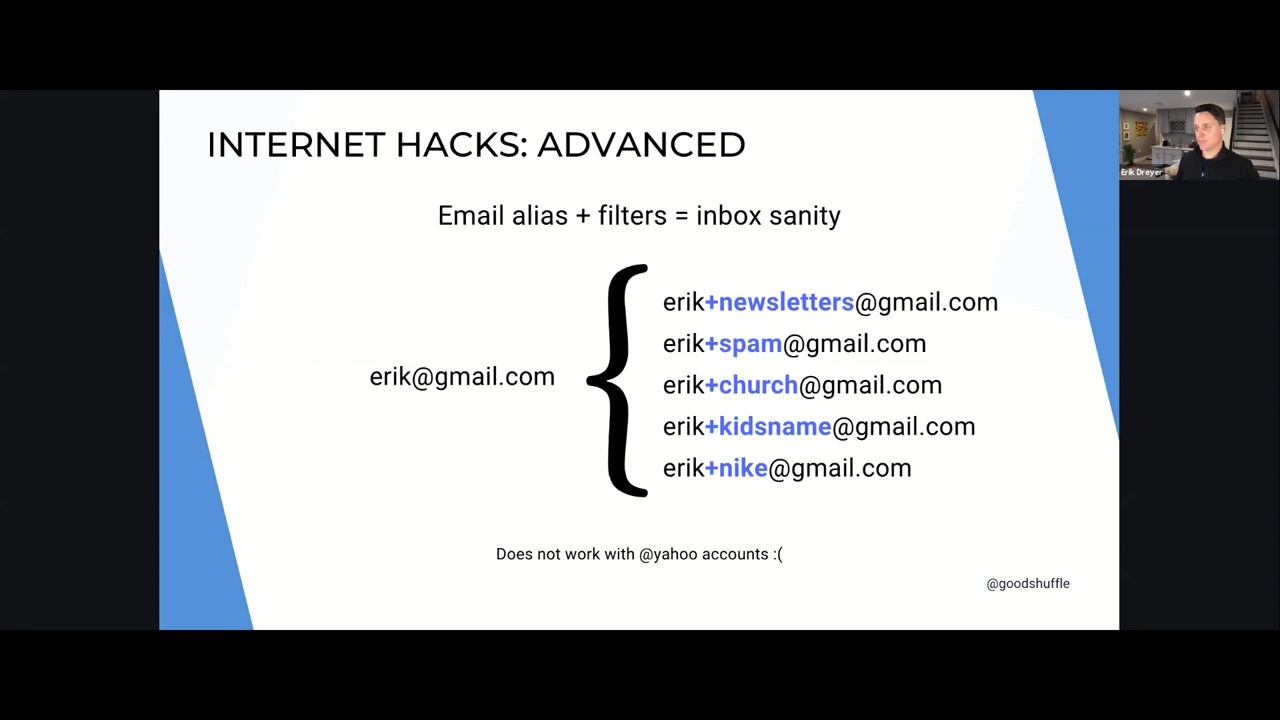 INTERNET HACKS: ADVANCED
Erik Dreyer
Email alias + filters = inbox sanity
erik@gmail.com
erik+newsletters@gmail.com
erik+spam@gmail.com
erik+church@gmail.com
erik+kidsname@gmail.com
erik+nike@gmail.com
Does not work with @yahoo accounts :(
@goodshuffle